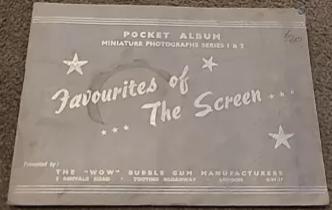 POCKET ALBUM
MINIATURE PHOTOGRAPHS SERIES 1 & 2
Favourites of
The Screen...
Presented by:
THE "WOW" BUBBLE GUM MANUFACTURERS
ROAD TOOTING BROADWAY LONDON